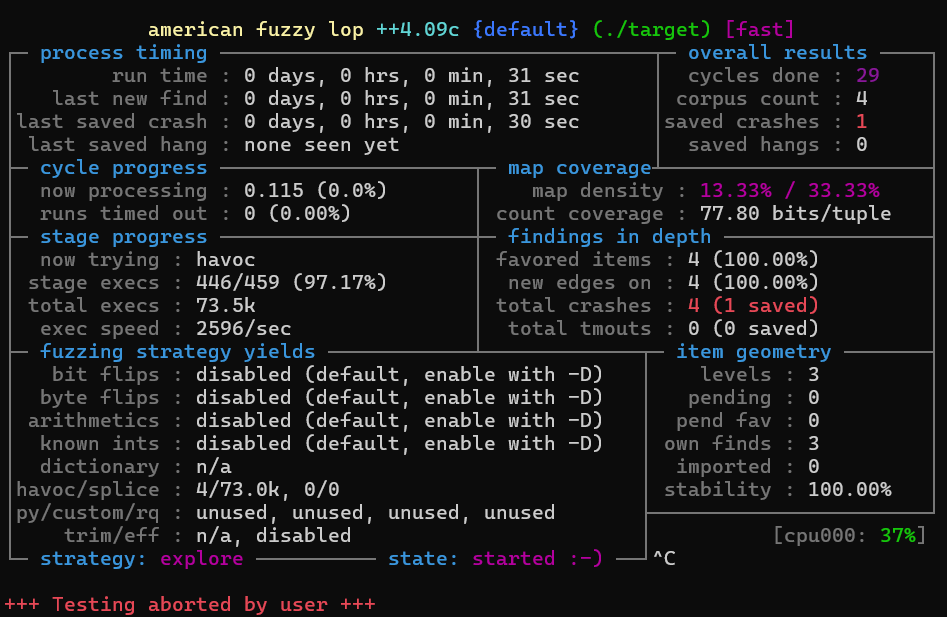 american fuzzy lop ++4.09c {default} (./target) [fast]
process timing overall results
run time : 0 days, 0 hrs, 0 min, 31 sec cycles done : 29
last new find : 0 days, 0 hrs, 0 min, 31 sec corpus count : 4
last saved crash : 0 days, 0 hrs, 0 min, 30 sec saved crashes : 1
last saved hang : none seen yet saved hangs : 0
cycle progress map coverage
now processing : 0.115 (0.0%) map density : 13.33% / 33.33%
runs timed out : 0 (0.00%) count coverage : 77.80 bits/tuple
stage progress findings in depth
now trying : havoc favored items : 4 (100.00%)
stage execs : 446/459 (97.17%) new edges on : 4 (100.00%)
total execs : 73.5k total crashes : 4 (1 saved)
exec speed : 2596/sec total tmouts : 0 (0 saved)
fuzzing strategy yields item geometry
bit flips : disabled (default, enable with -D) levels : 3
byte flips : disabled (default, enable with -D) pending : 0
arithmetics : disabled (default, enable with -D) pend fav : 0
known ints : disabled (default, enable with -D) own finds : 3
dictionary : n/a imported : 0
havoc/splice : 4/73.0k, 0/0 stability : 100.00%
py/custom/rq : unused, unused, unused, unused
trim/eff : n/a, disabled [cpu000: 37%]
strategy: explore state: started :-) ^C
+++ Testing aborted by user +++